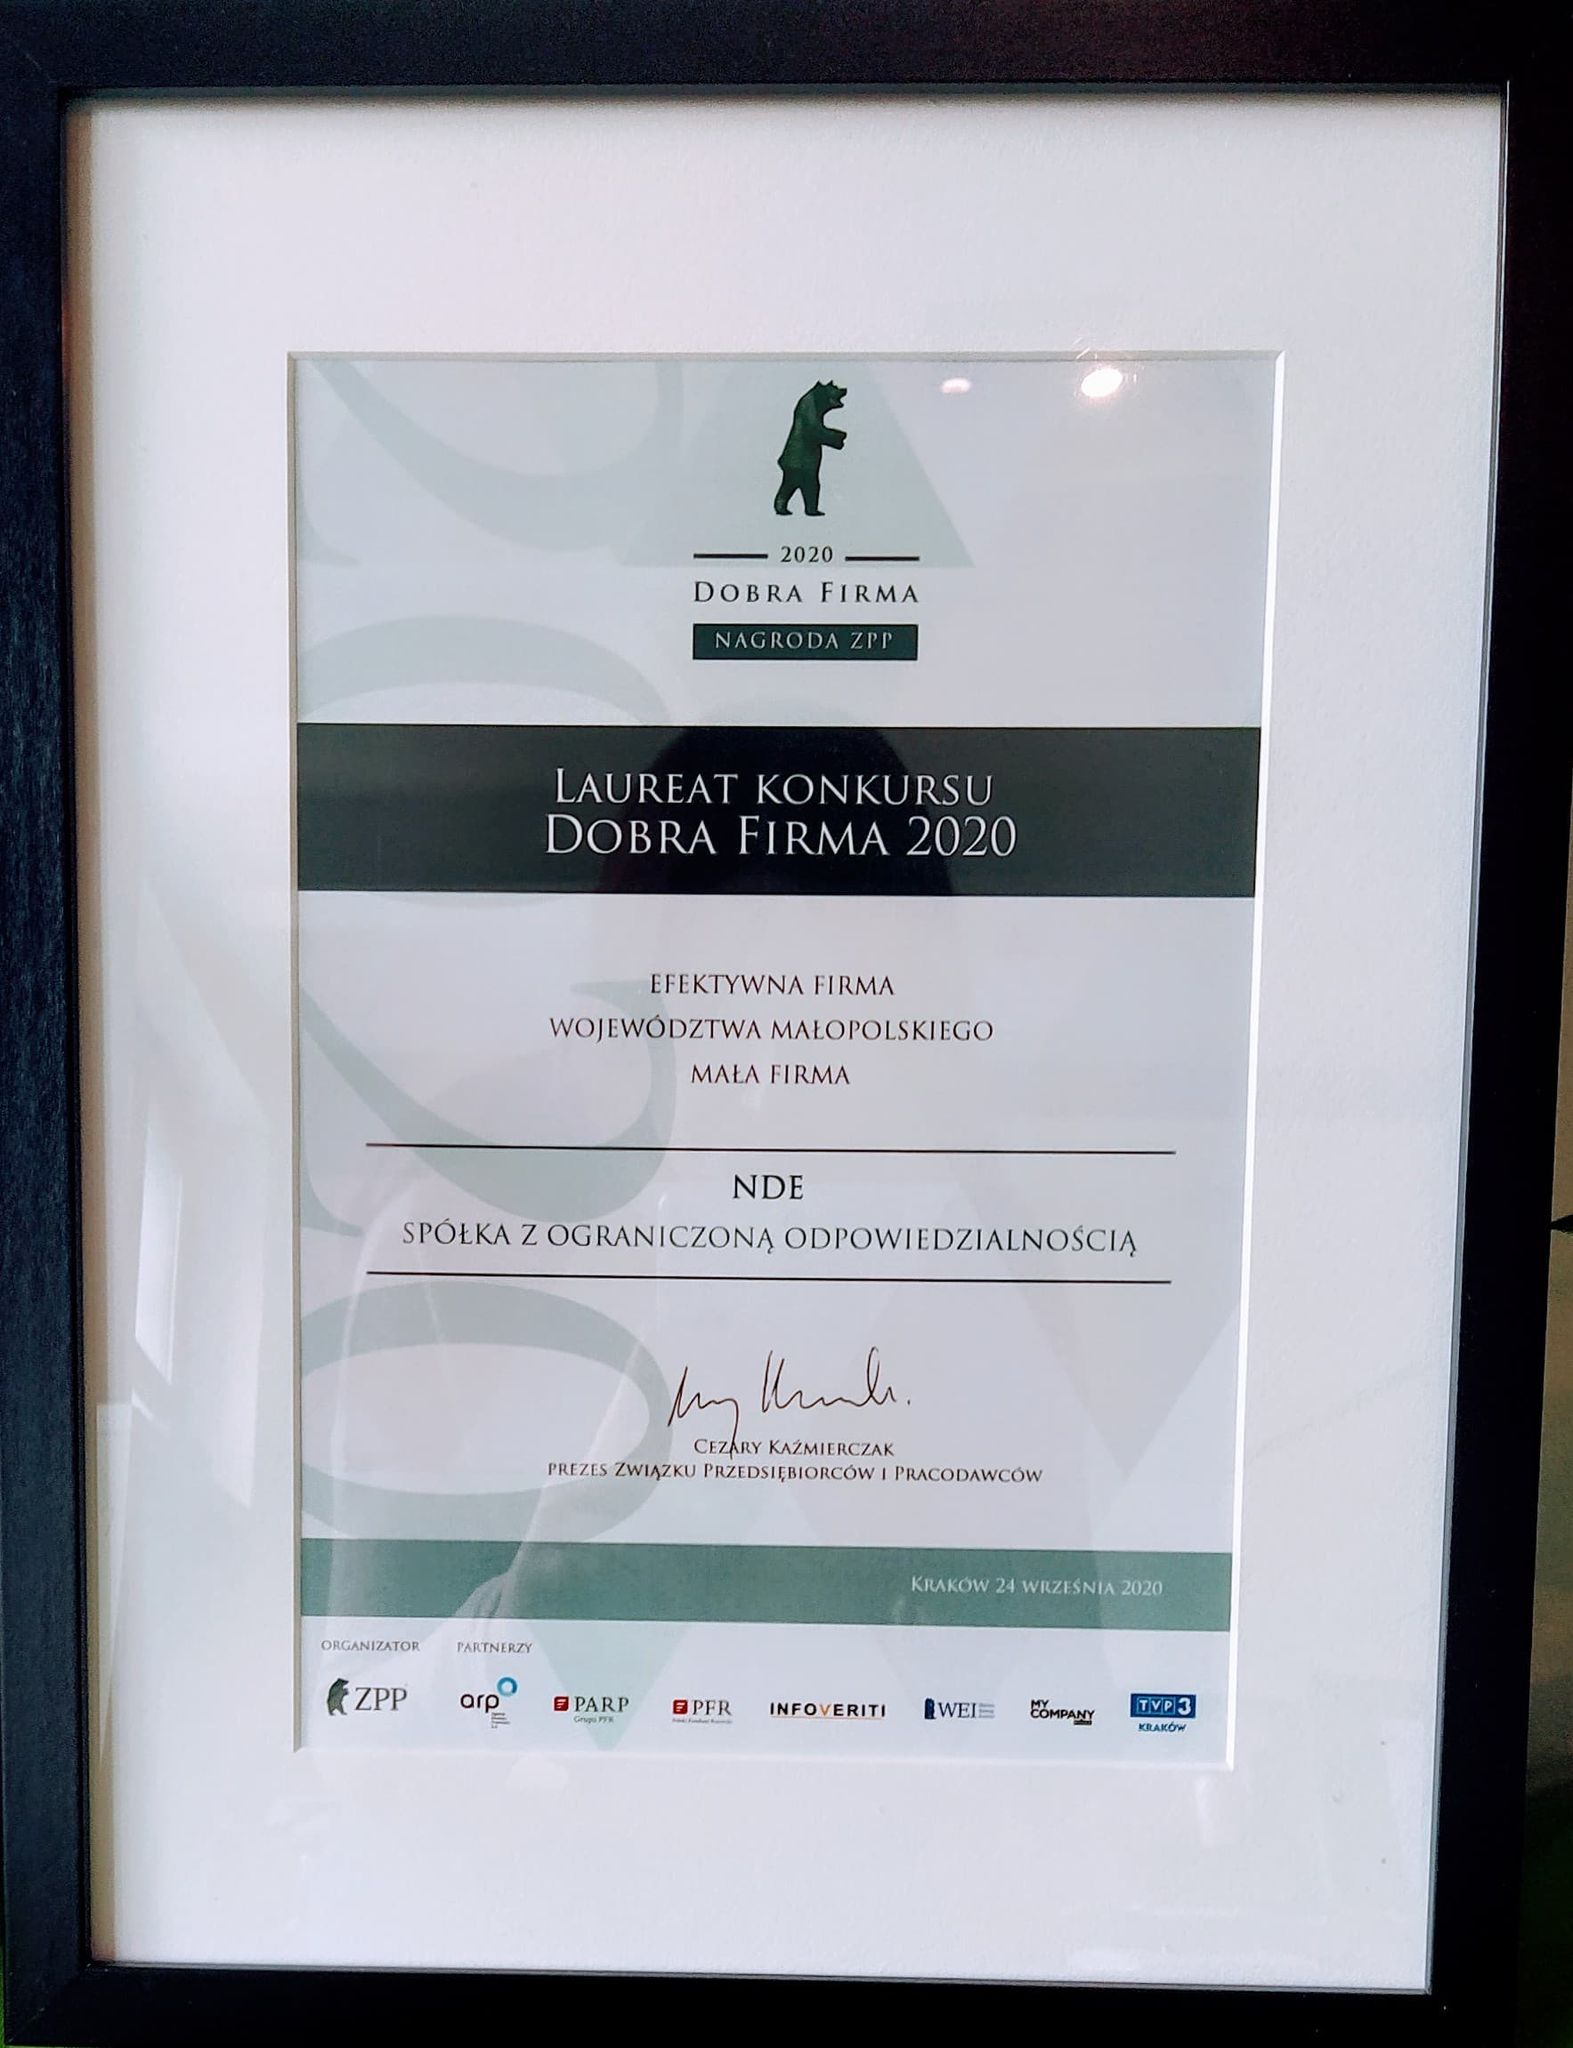 2020
DOBRA FIRMA
NAGRODA ZPP
LAUREAT KONKURSU
DOBRA FIRMA 2020
EFEKTYWNA FIRMA
WOJEWÓDZTWA MAŁOPOLSKIEGO
MAŁA FIRMA
NDE
SPÓŁKA Z OGRANICZONĄ ODPOWIEDZIALNOŚCIĄ
CEZARY KAŹMIERCZAK
PREZES ZWIĄZKU PRZEDSIĘBIORCÓW I PRACODAWCÓW
KRAKÓW 24 WRZEŚNIA 2020
ORGANIZATOR PARTNERZY
ZPP arp PARP PFR INFOVERITI WEI MY COMPANY TVP3
Grupa PFR KRAKÓW